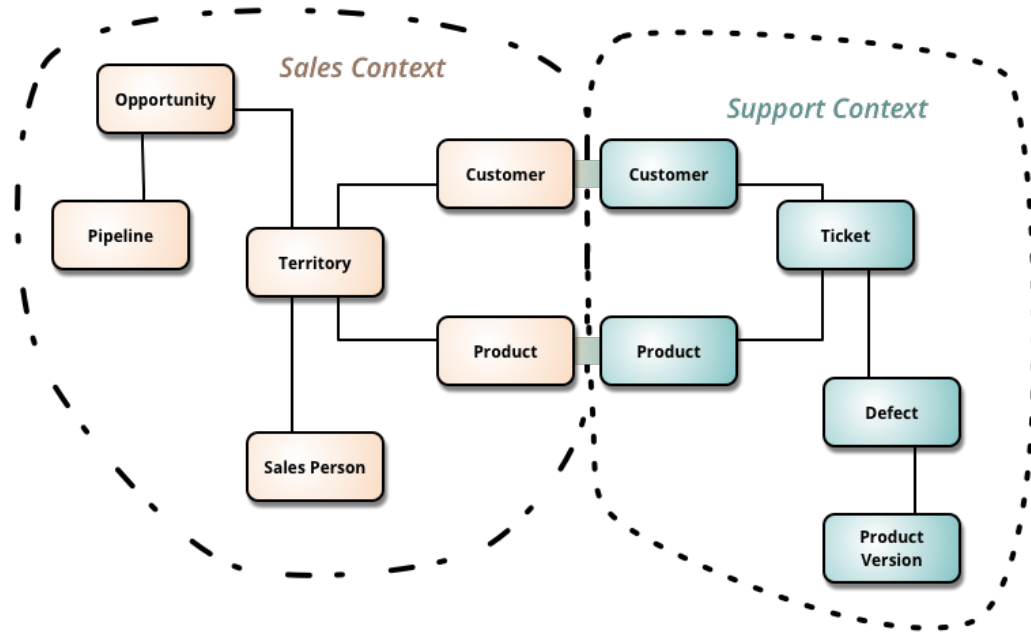 Sales Context
Opportunity
Pipeline
Territory
Customer
Product
Sales Person
Support Context
Customer
Ticket
Product
Defect
Product
Version